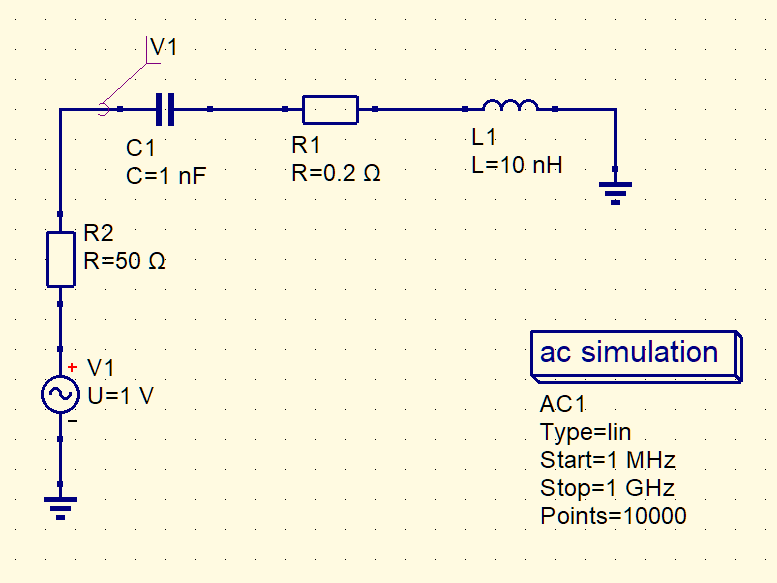 V1
C1
C=1 nF
R1
R=0.2 Ω
L1
L=10 nH
R2
R=50 Ω
+ V1
U=1 V
−
ac simulation
AC1
Type=lin
Start=1 MHz
Stop=1 GHz
Points=10000